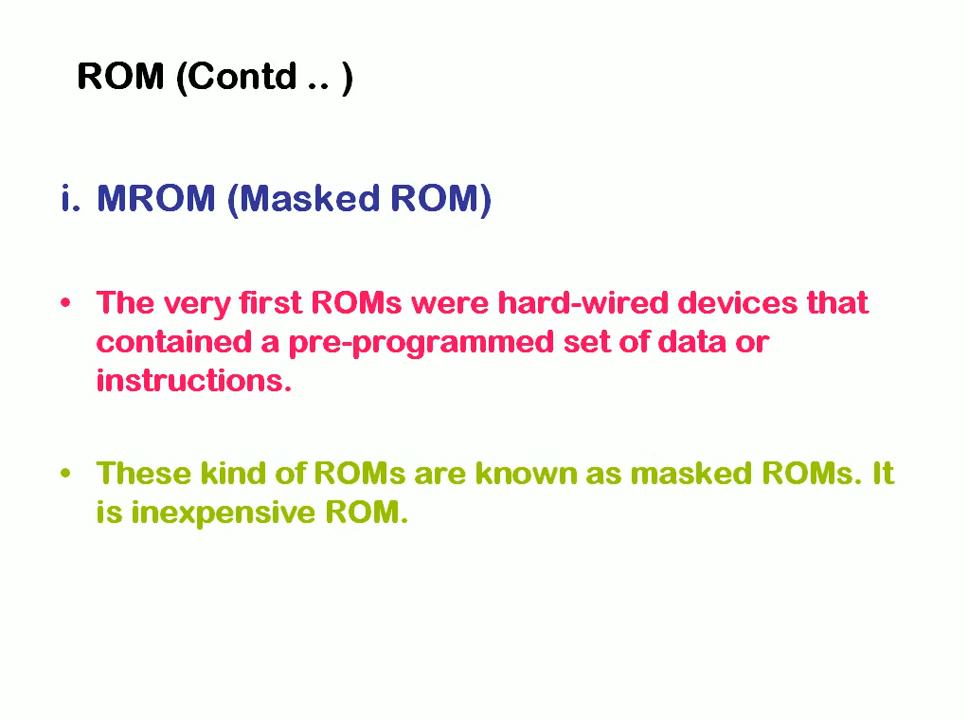 ROM (Contd .. )
i. MROM (Masked ROM)
• The very first ROMs were hard-wired devices that
contained a pre-programmed set of data or
instructions.
• These kind of ROMs are known as masked ROMs. It
is inexpensive ROM.